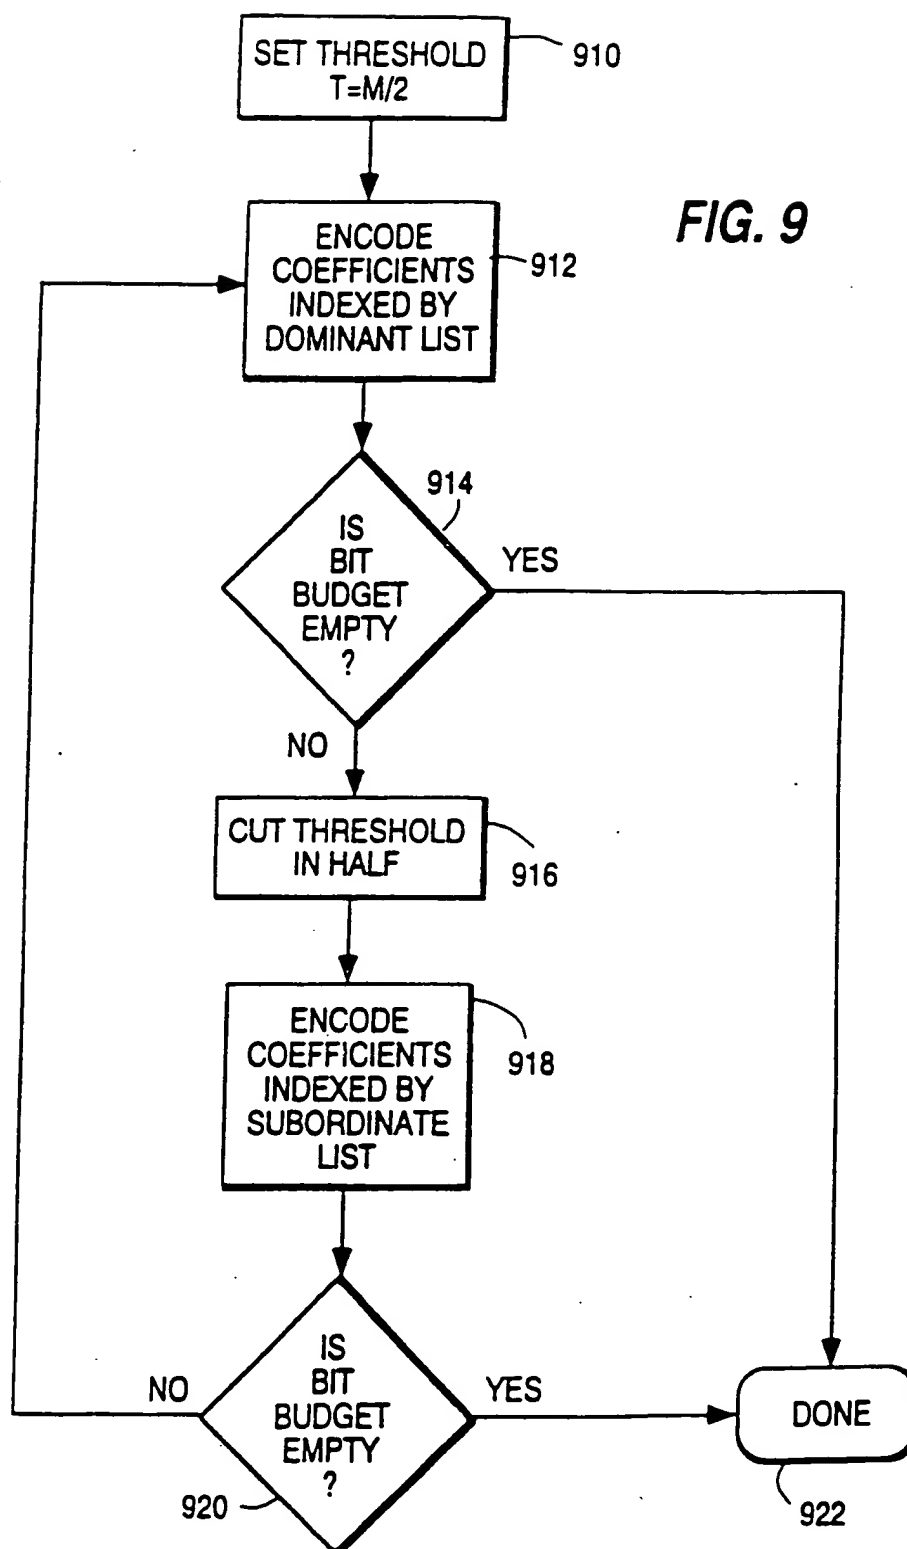 SET THRESHOLD
T=M/2
910
FIG. 9
ENCODE
COEFFICIENTS
INDEXED BY
DOMINANT LIST
912
914
IS
BIT
BUDGET
EMPTY
?
YES
NO
CUT THRESHOLD
IN HALF
916
ENCODE
COEFFICIENTS
INDEXED BY
SUBORDINATE
LIST
918
IS
BIT
BUDGET
EMPTY
?
NO
YES
920
DONE
922